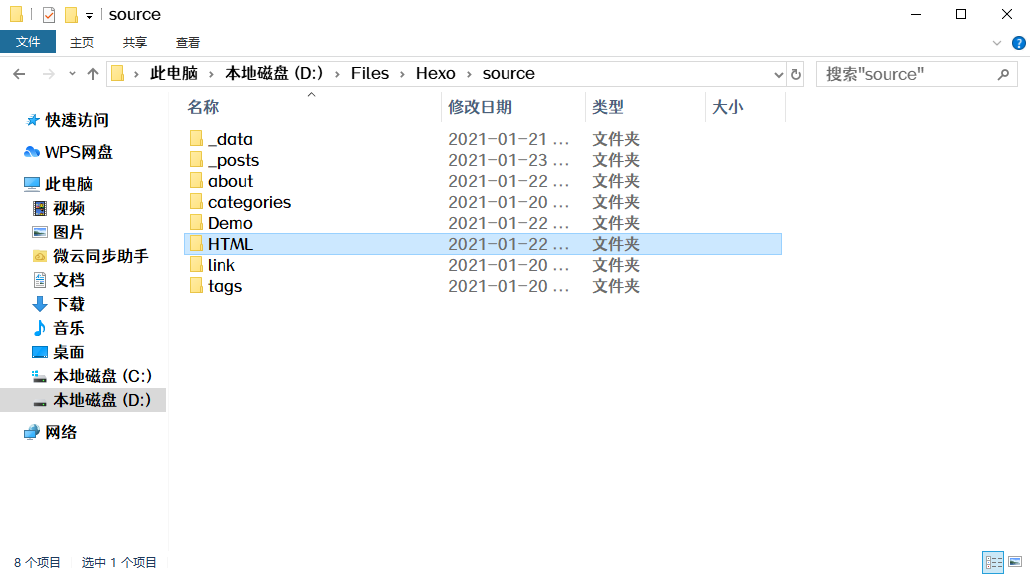 source
文件 主页 共享 查看
此电脑 本地磁盘 (D:) Files Hexo source 搜索"source"
名称 修改日期 类型 大小
快速访问
WPS网盘
此电脑
视频
图片
微云同步助手
文档
下载
音乐
桌面
本地磁盘 (C:)
本地磁盘 (D:)
网络
_data 2021-01-21 ... 文件夹
_posts 2021-01-23 ... 文件夹
about 2021-01-22 ... 文件夹
categories 2021-01-20 ... 文件夹
Demo 2021-01-22 ... 文件夹
HTML 2021-01-22 ... 文件夹
link 2021-01-20 ... 文件夹
tags 2021-01-20 ... 文件夹
8 个项目 选中 1 个项目